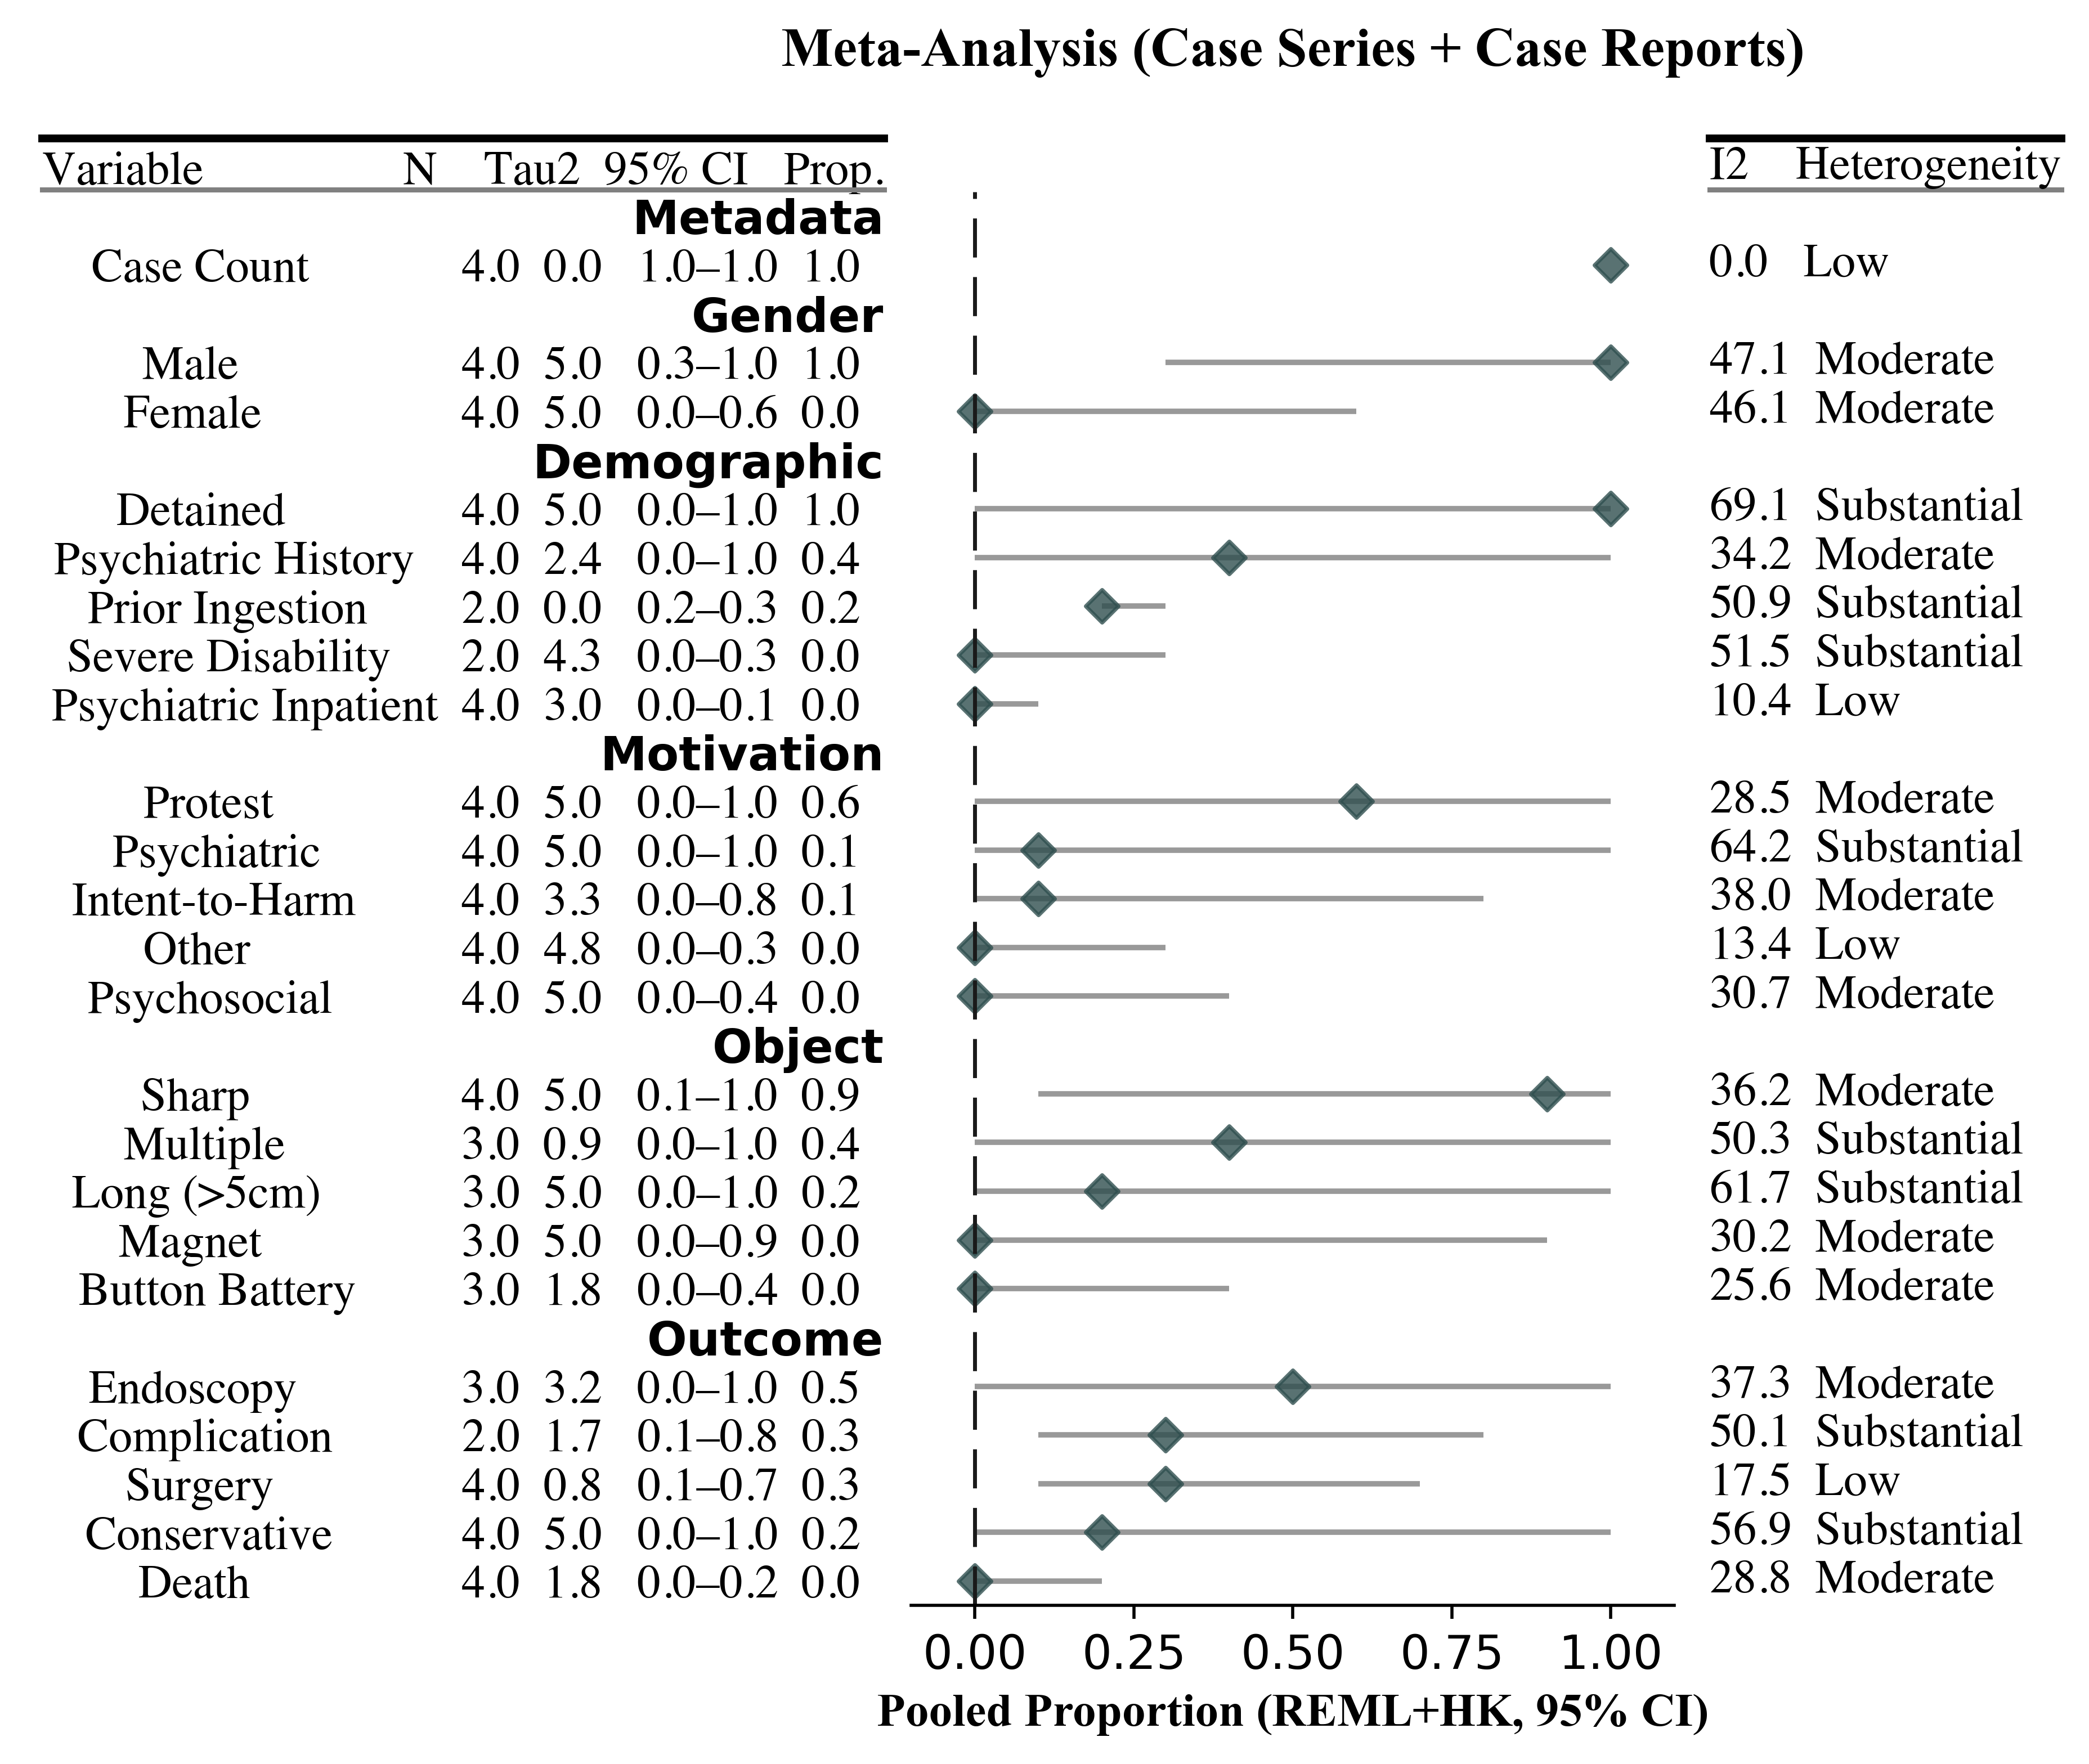 Meta-Analysis (Case Series + Case Reports)
Variable N Tau2 95% CI Prop. I2 Heterogeneity
Metadata
Case Count 4.0 0.0 1.0–1.0 1.0 0.0 Low
Gender
Male 4.0 5.0 0.3–1.0 1.0 47.1 Moderate
Female 4.0 5.0 0.0–0.6 0.0 46.1 Moderate
Demographic
Detained 4.0 5.0 0.0–1.0 1.0 69.1 Substantial
Psychiatric History 4.0 2.4 0.0–1.0 0.4 34.2 Moderate
Prior Ingestion 2.0 0.0 0.2–0.3 0.2 50.9 Substantial
Severe Disability 2.0 4.3 0.0–0.3 0.0 51.5 Substantial
Psychiatric Inpatient 4.0 3.0 0.0–0.1 0.0 10.4 Low
Motivation
Protest 4.0 5.0 0.0–1.0 0.6 28.5 Moderate
Psychiatric 4.0 5.0 0.0–1.0 0.1 64.2 Substantial
Intent-to-Harm 4.0 3.3 0.0–0.8 0.1 38.0 Moderate
Other 4.0 4.8 0.0–0.3 0.0 13.4 Low
Psychosocial 4.0 5.0 0.0–0.4 0.0 30.7 Moderate
Object
Sharp 4.0 5.0 0.1–1.0 0.9 36.2 Moderate
Multiple 3.0 0.9 0.0–1.0 0.4 50.3 Substantial
Long (>5cm) 3.0 5.0 0.0–1.0 0.2 61.7 Substantial
Magnet 3.0 5.0 0.0–0.9 0.0 30.2 Moderate
Button Battery 3.0 1.8 0.0–0.4 0.0 25.6 Moderate
Outcome
Endoscopy 3.0 3.2 0.0–1.0 0.5 37.3 Moderate
Complication 2.0 1.7 0.1–0.8 0.3 50.1 Substantial
Surgery 4.0 0.8 0.1–0.7 0.3 17.5 Low
Conservative 4.0 5.0 0.0–1.0 0.2 56.9 Substantial
Death 4.0 1.8 0.0–0.2 0.0 28.8 Moderate
0.00 0.25 0.50 0.75 1.00
Pooled Proportion (REML+HK, 95% CI)